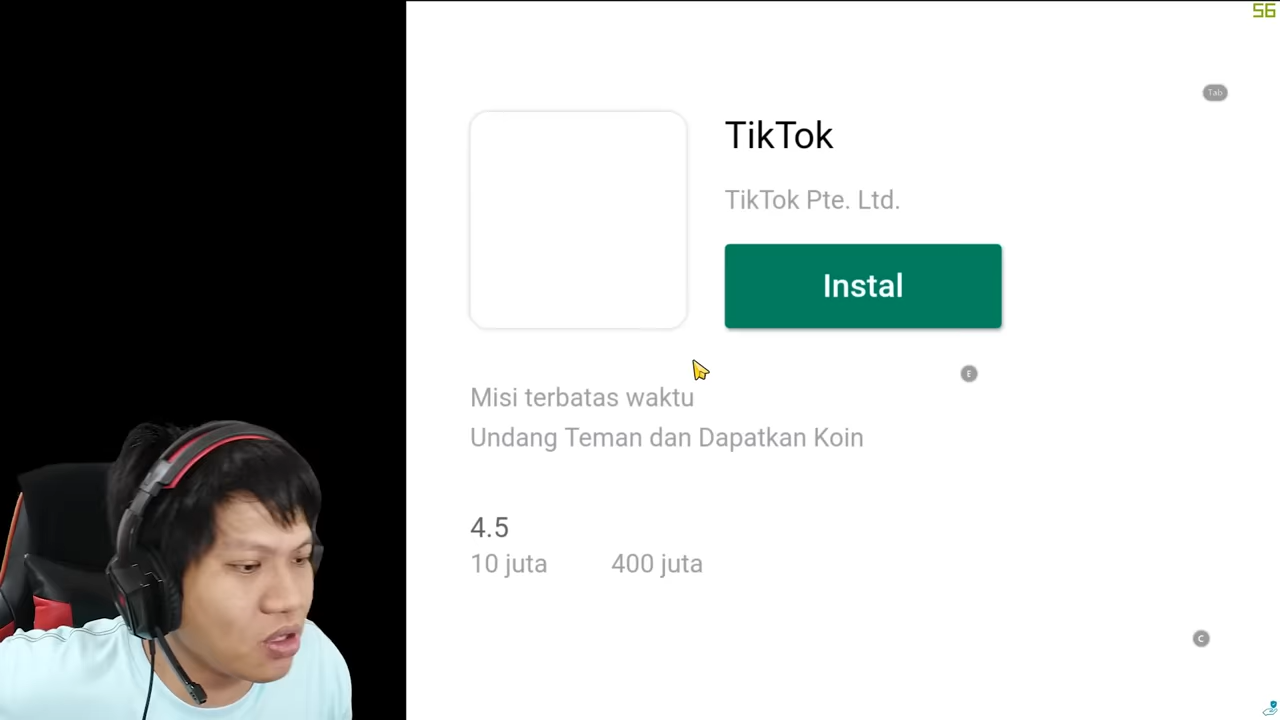 56
Tab
TikTok
TikTok Pte. Ltd.
Instal
E
Misi terbatas waktu
Undang Teman dan Dapatkan Koin
4.5
10 juta 400 juta
C